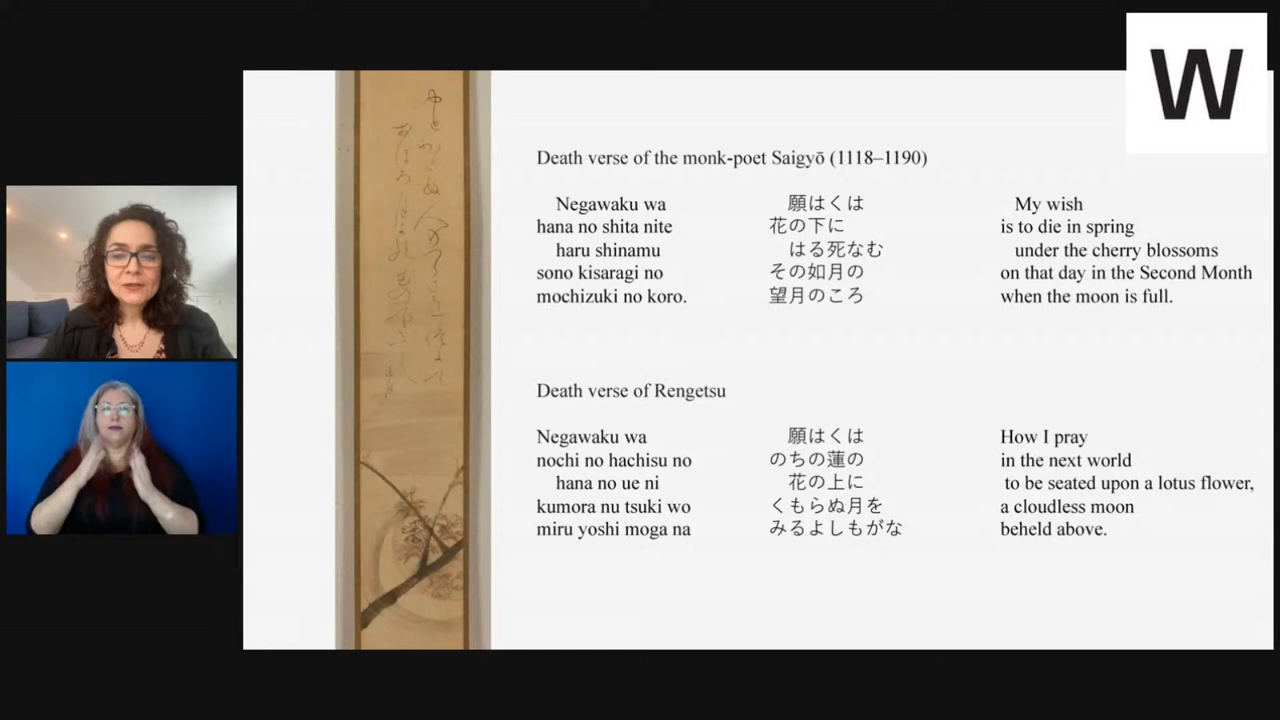 W
Death verse of the monk-poet Saigyō (1118–1190)
Negawaku wa
hana no shita nite
haru shinamu
sono kisaragi no
mochizuki no koro.
願はくは
花の下に
はる死なむ
その如月の
望月のころ
My wish
is to die in spring
under the cherry blossoms
on that day in the Second Month
when the moon is full.
Death verse of Rengetsu
Negawaku wa
nochi no hachisu no
hana no ue ni
kumora nu tsuki wo
miru yoshi moga na
願はくは
のちの蓮の
花の上に
くもらぬ月を
みるよしもがな
How I pray
in the next world
to be seated upon a lotus flower,
a cloudless moon
beheld above.